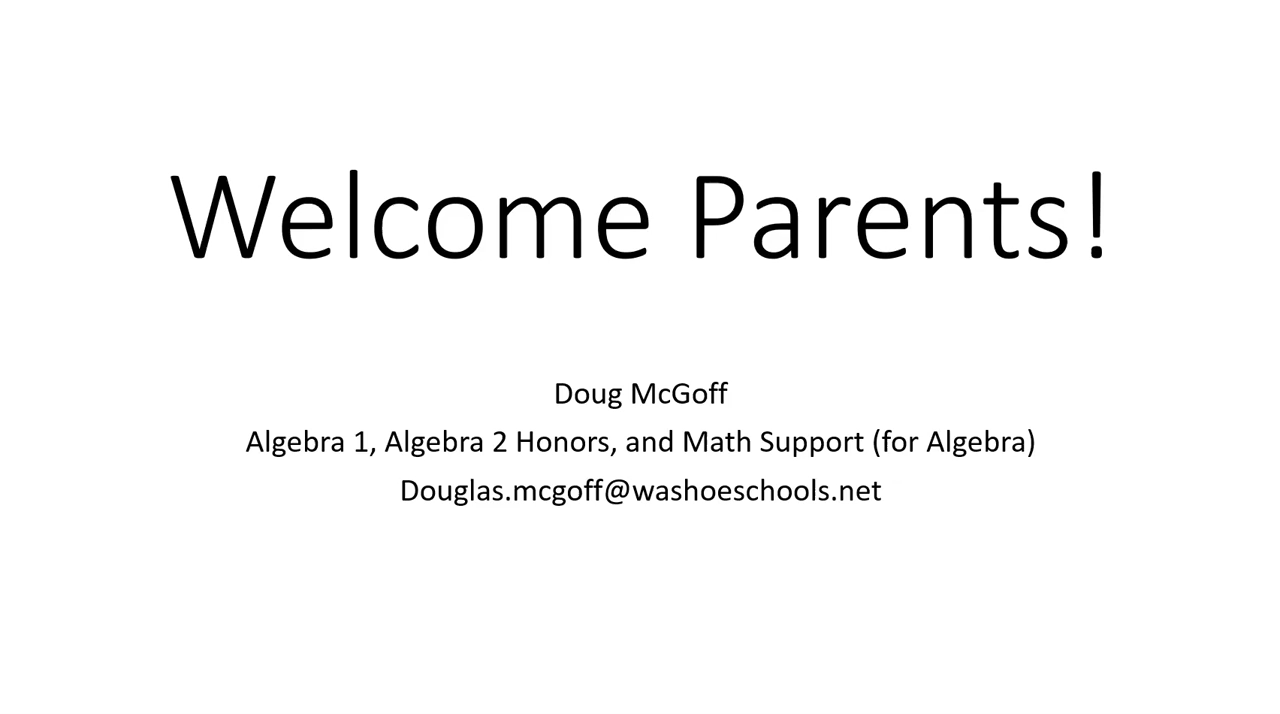 Welcome Parents!
Doug McGoff
Algebra 1, Algebra 2 Honors, and Math Support (for Algebra)
Douglas.mcgoff@washoeschools.net